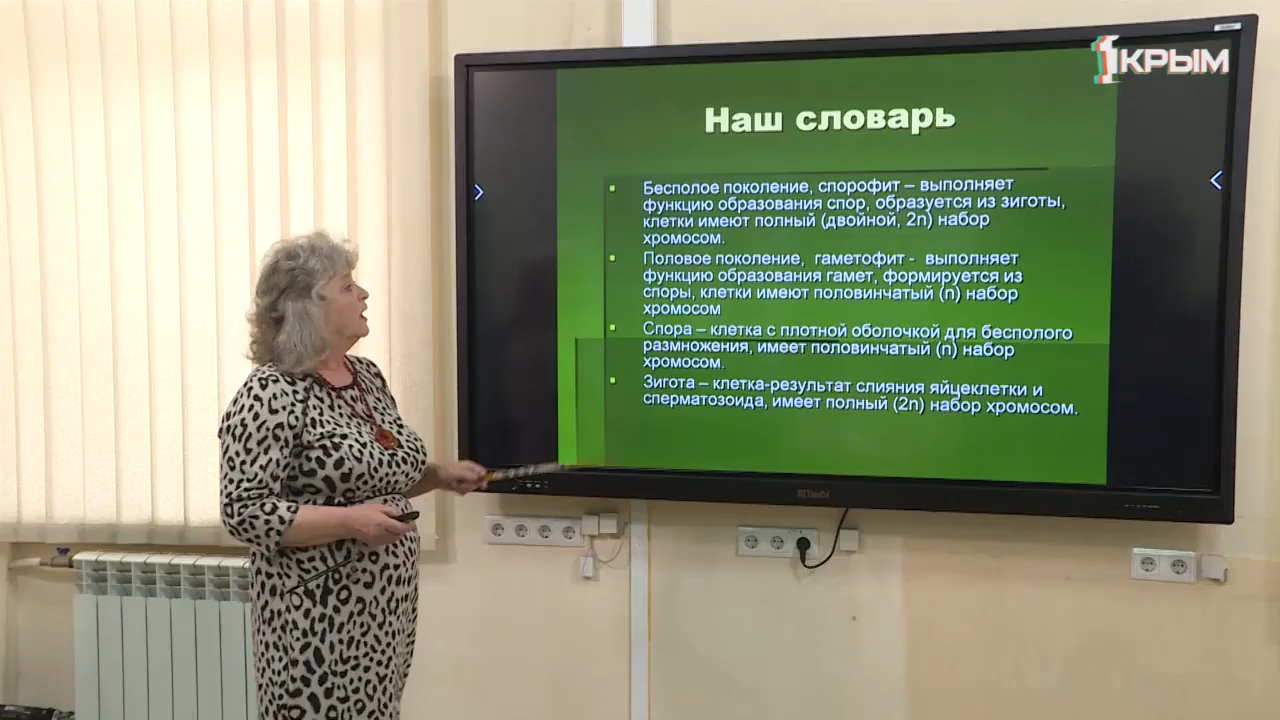 1КРЫМ
Наш словарь
Бесполое поколение, спорофит – выполняет
функцию образования спор, образуется из зиготы,
клетки имеют полный (двойной, 2n) набор
хромосом.
Половое поколение, гаметофит - выполняет
функцию образования гамет, формируется из
споры, клетки имеют половинчатый (n) набор
хромосом
Спора – клетка с плотной оболочкой для бесполого
размножения, имеет половинчатый (n) набор
хромосом.
Зигота – клетка-результат слияния яйцеклетки и
сперматозоида, имеет полный (2n) набор хромосом.